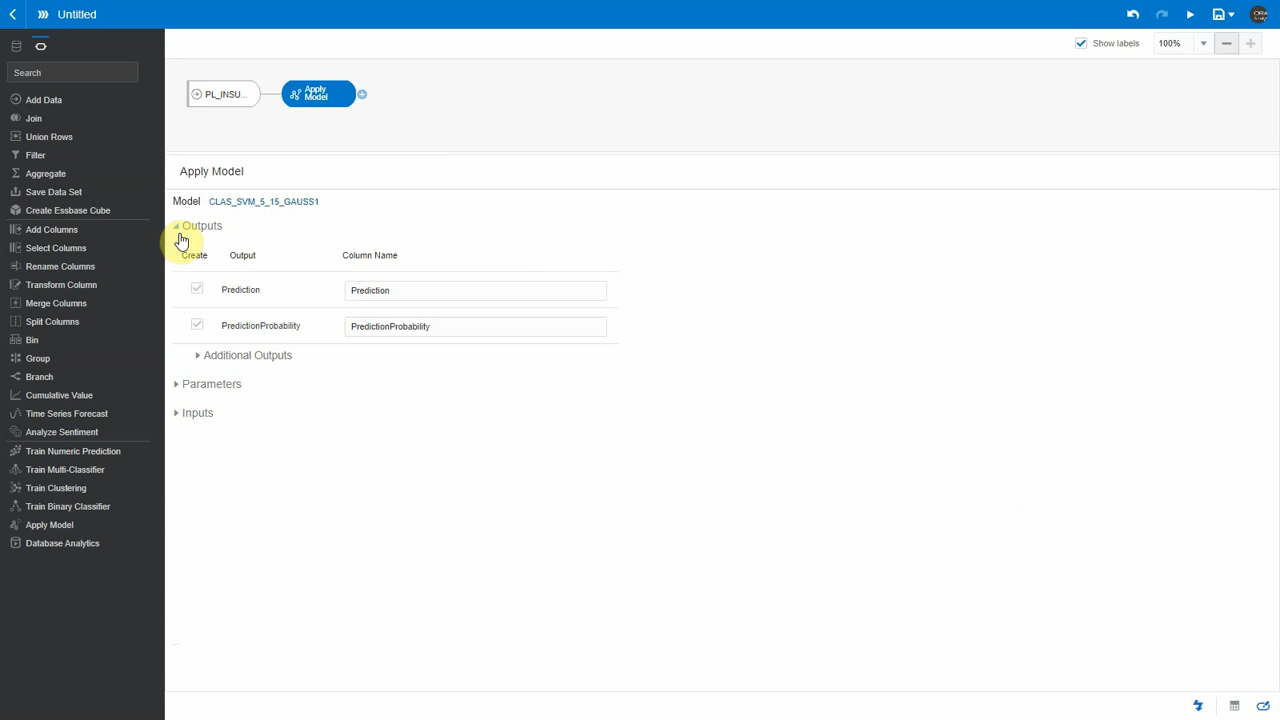 Untitled
Show labels
100%
Search
Add Data
Join
Union Rows
Filter
Aggregate
Save Data Set
Create Essbase Cube
Add Columns
Select Columns
Rename Columns
Transform Column
Merge Columns
Split Columns
Bin
Group
Branch
Cumulative Value
Time Series Forecast
Analyze Sentiment
Train Numeric Prediction
Train Multi-Classifier
Train Clustering
Train Binary Classifier
Apply Model
Database Analytics
PL_INSU...
Apply
Model
Apply Model
Model CLAS_SVM_5_15_GAUSS1
Outputs
Create Output Column Name
Prediction Prediction
PredictionProbability PredictionProbability
Additional Outputs
Parameters
Inputs